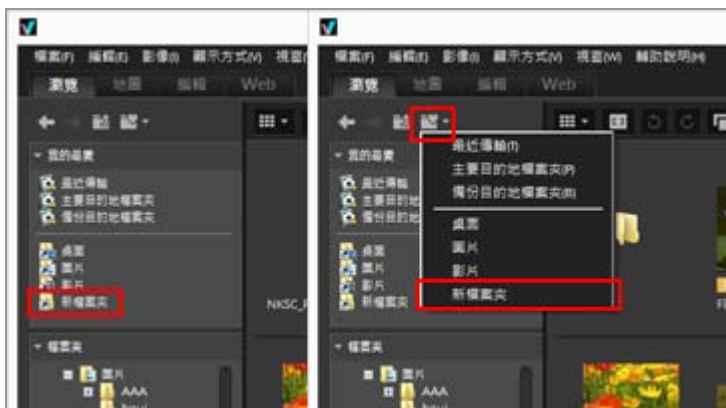 檔案(F) 編輯(E) 影像(I) 顯示方式(V) 視窗
瀏覽 地圖 編輯 Web
我的最愛
最近傳輸
主要目的地檔案夾
備份目的地檔案夾
桌面
圖片
影片
新檔案夾
NKSC_
檔案夾
圖片
AAA
檔案(F) 編輯(E) 影像(I) 顯示方式(V) 視窗(W) 輔助說明(H)
瀏覽 地圖 編輯 Web
我的最愛
最近傳輸
主要目的地
備份目的地
桌面
圖片
影片
新檔案夾
最近傳輸(T)
主要目的地檔案夾(P)
備份目的地檔案夾(B)
桌面
圖片
影片
新檔案夾
檔案夾
圖片
AAA